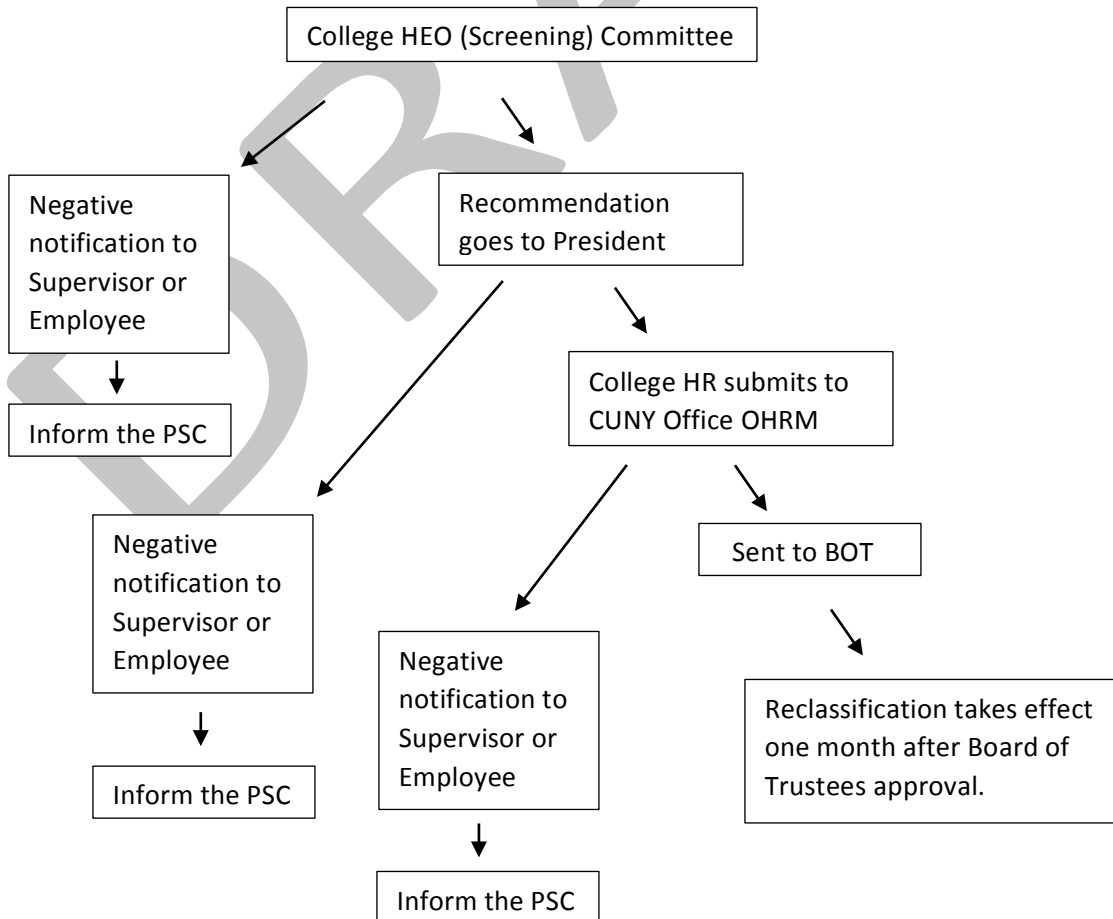 College HEO (Screening) Committee
Negative
notification to
Supervisor or
Employee
Recommendation
goes to President
Inform the PSC
College HR submits to
CUNY Office OHRM
Negative
notification to
Supervisor or
Employee
Sent to BOT
Inform the PSC
Negative
notification to
Supervisor or
Employee
Reclassification takes effect
one month after Board of
Trustees approval.
Inform the PSC
DRA